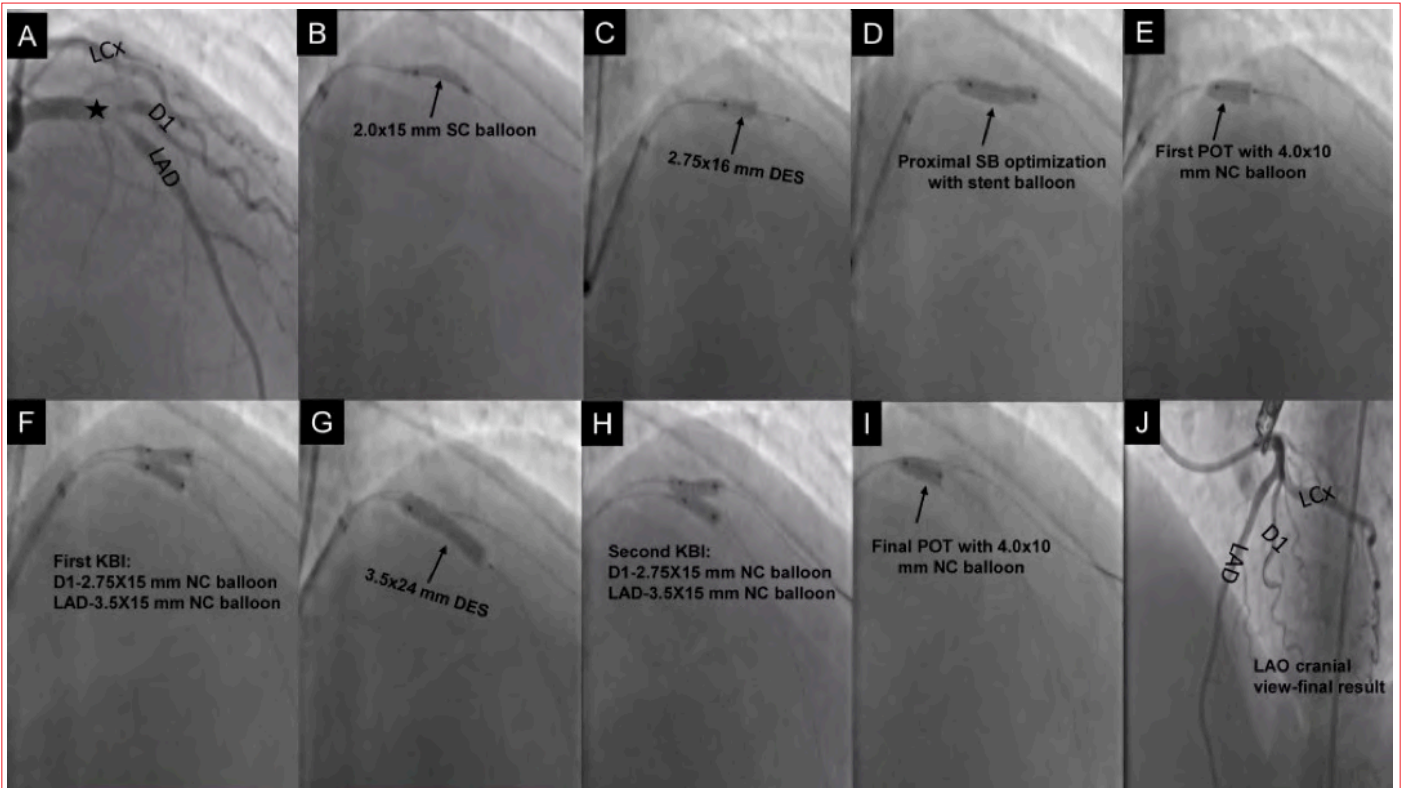 A
LCx
D1
LAD
B
2.0x15 mm SC balloon
C
2.75x16 mm DES
D
Proximal SB optimization
with stent balloon
E
First POT with 4.0x10
mm NC balloon
F
First KBI:
D1-2.75X15 mm NC balloon
LAD-3.5X15 mm NC balloon
G
3.5x24 mm DES
H
Second KBI:
D1-2.75X15 mm NC balloon
LAD-3.5X15 mm NC balloon
I
Final POT with 4.0x10
mm NC balloon
J
LCx
D1
LAD
LAO cranial
view-final result